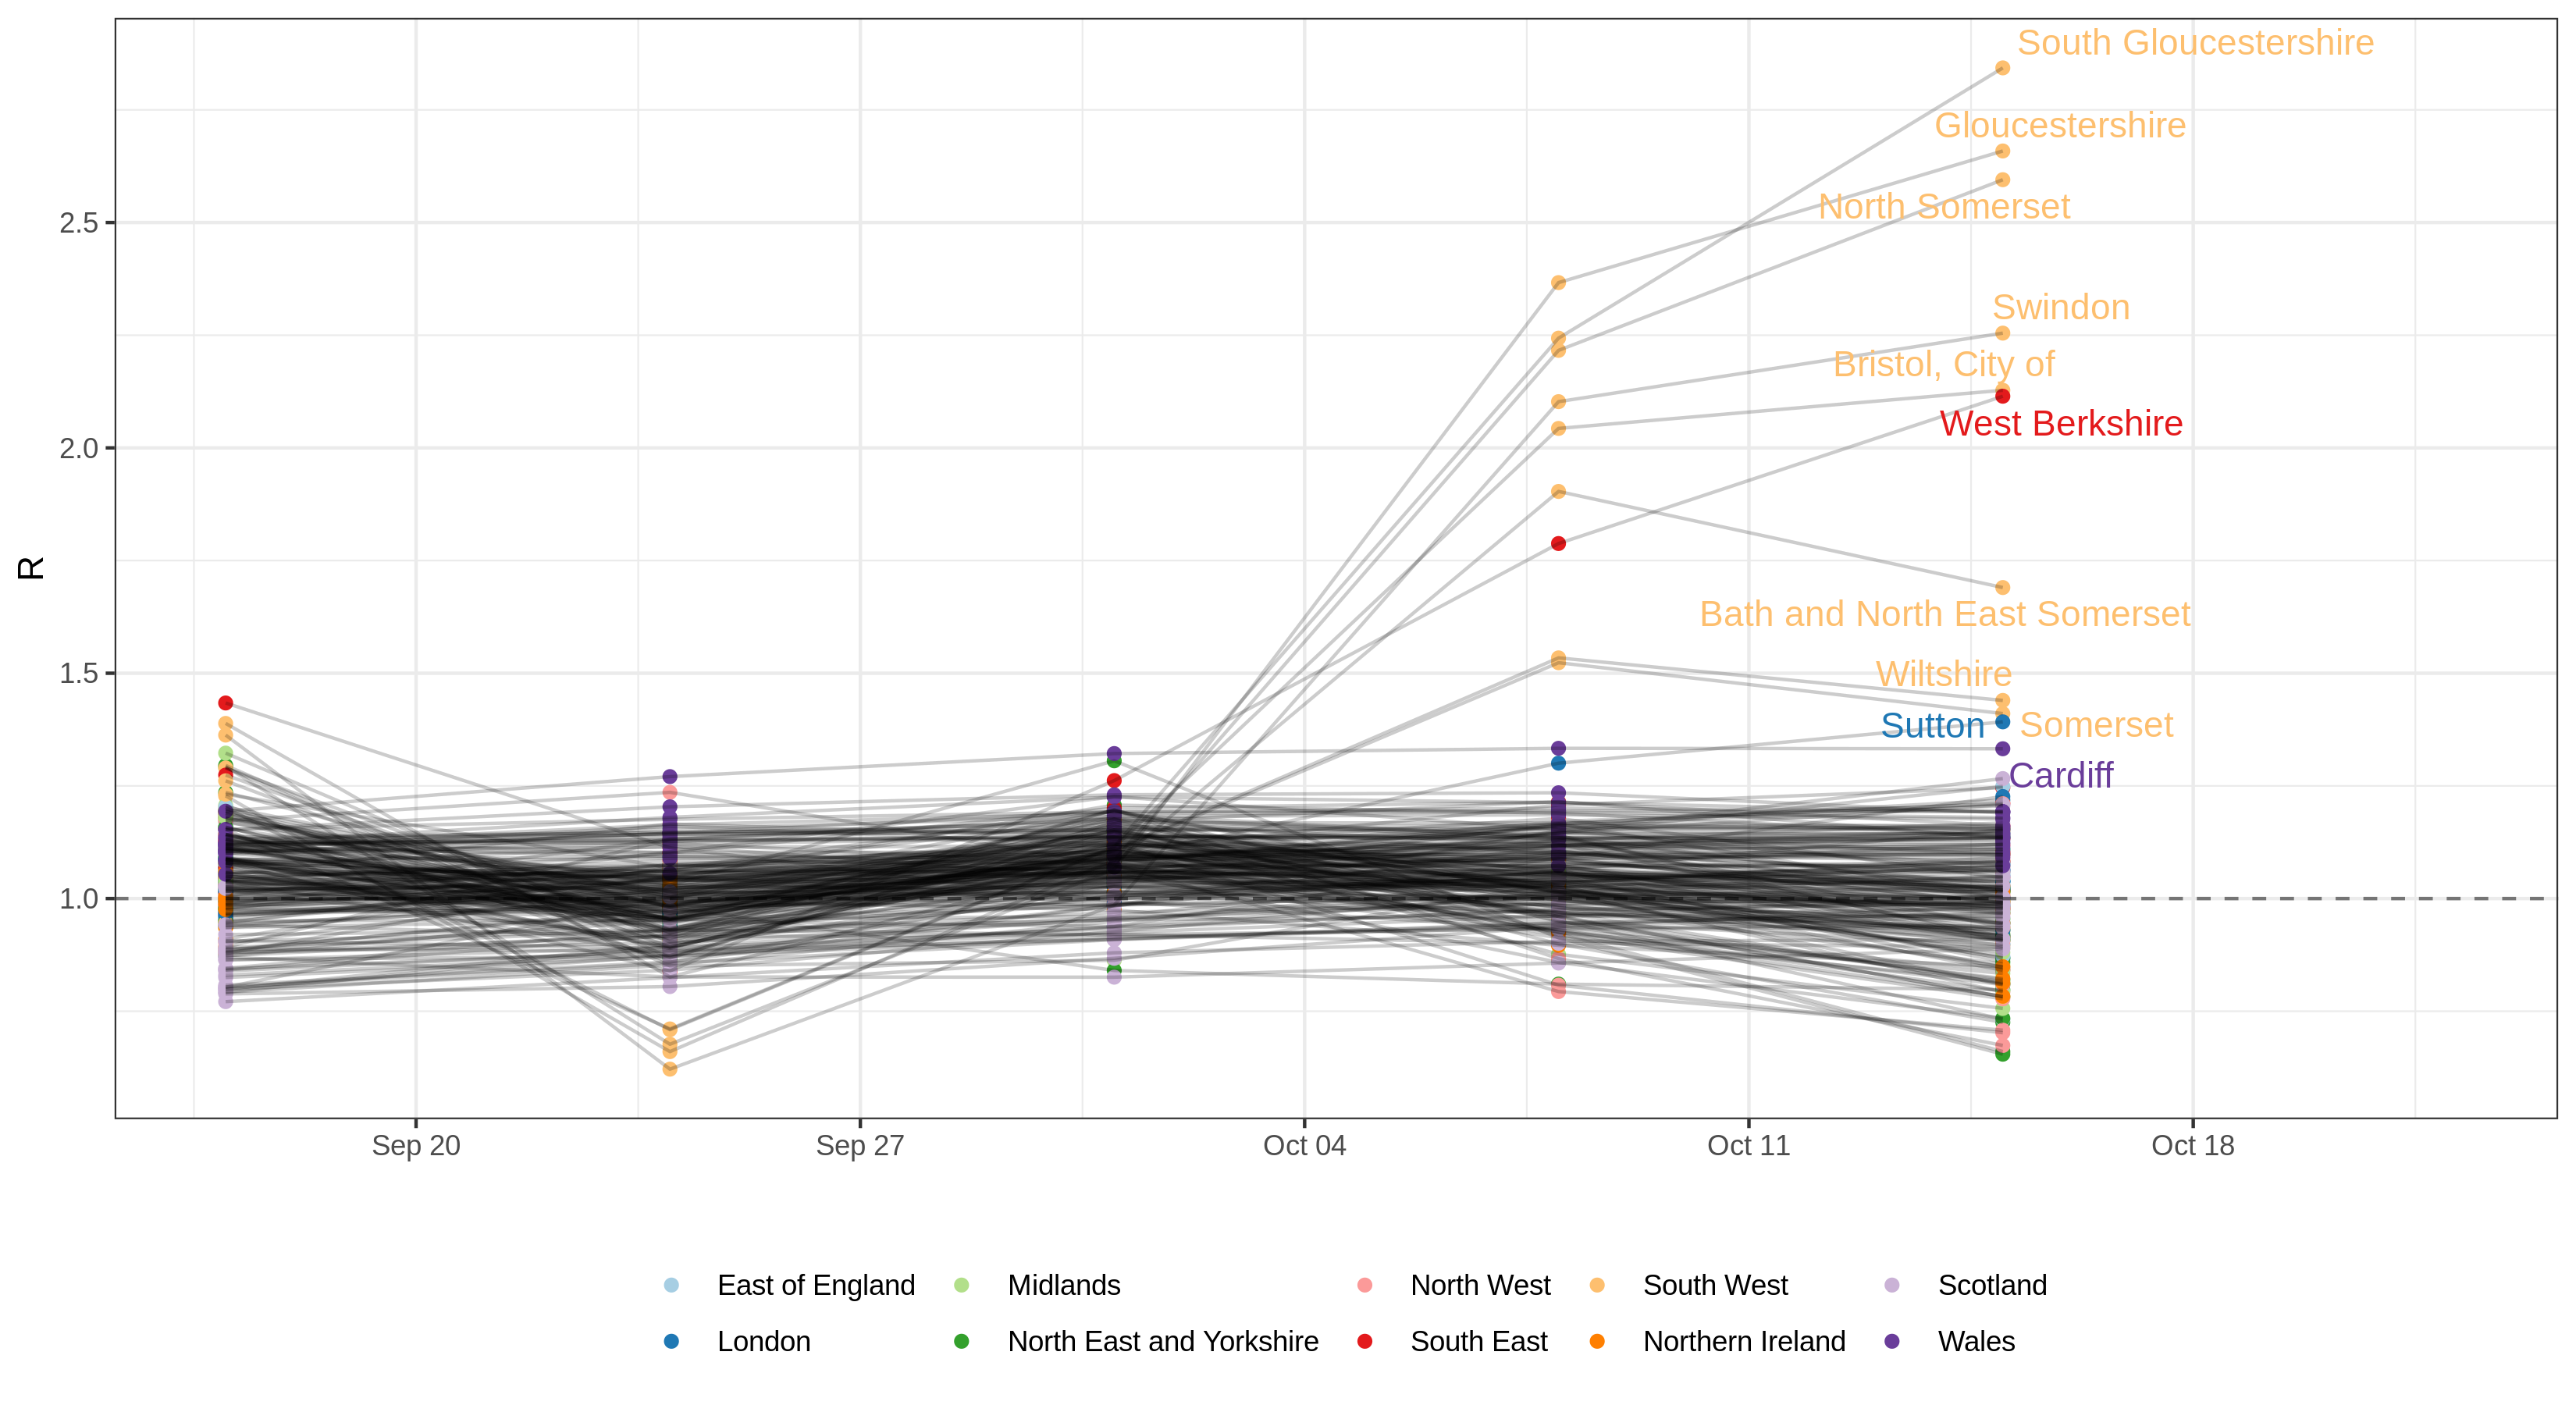 South Gloucestershire
Gloucestershire
North Somerset
2.5
Swindon
Bristol, City of
West Berkshire
2.0
R
Bath and North East Somerset
Wiltshire
1.5
Sutton
Somerset
Cardiff
1.0
Sep 20 Sep 27 Oct 04 Oct 11 Oct 18
East of England Midlands North West South West Scotland
London North East and Yorkshire South East Northern Ireland Wales